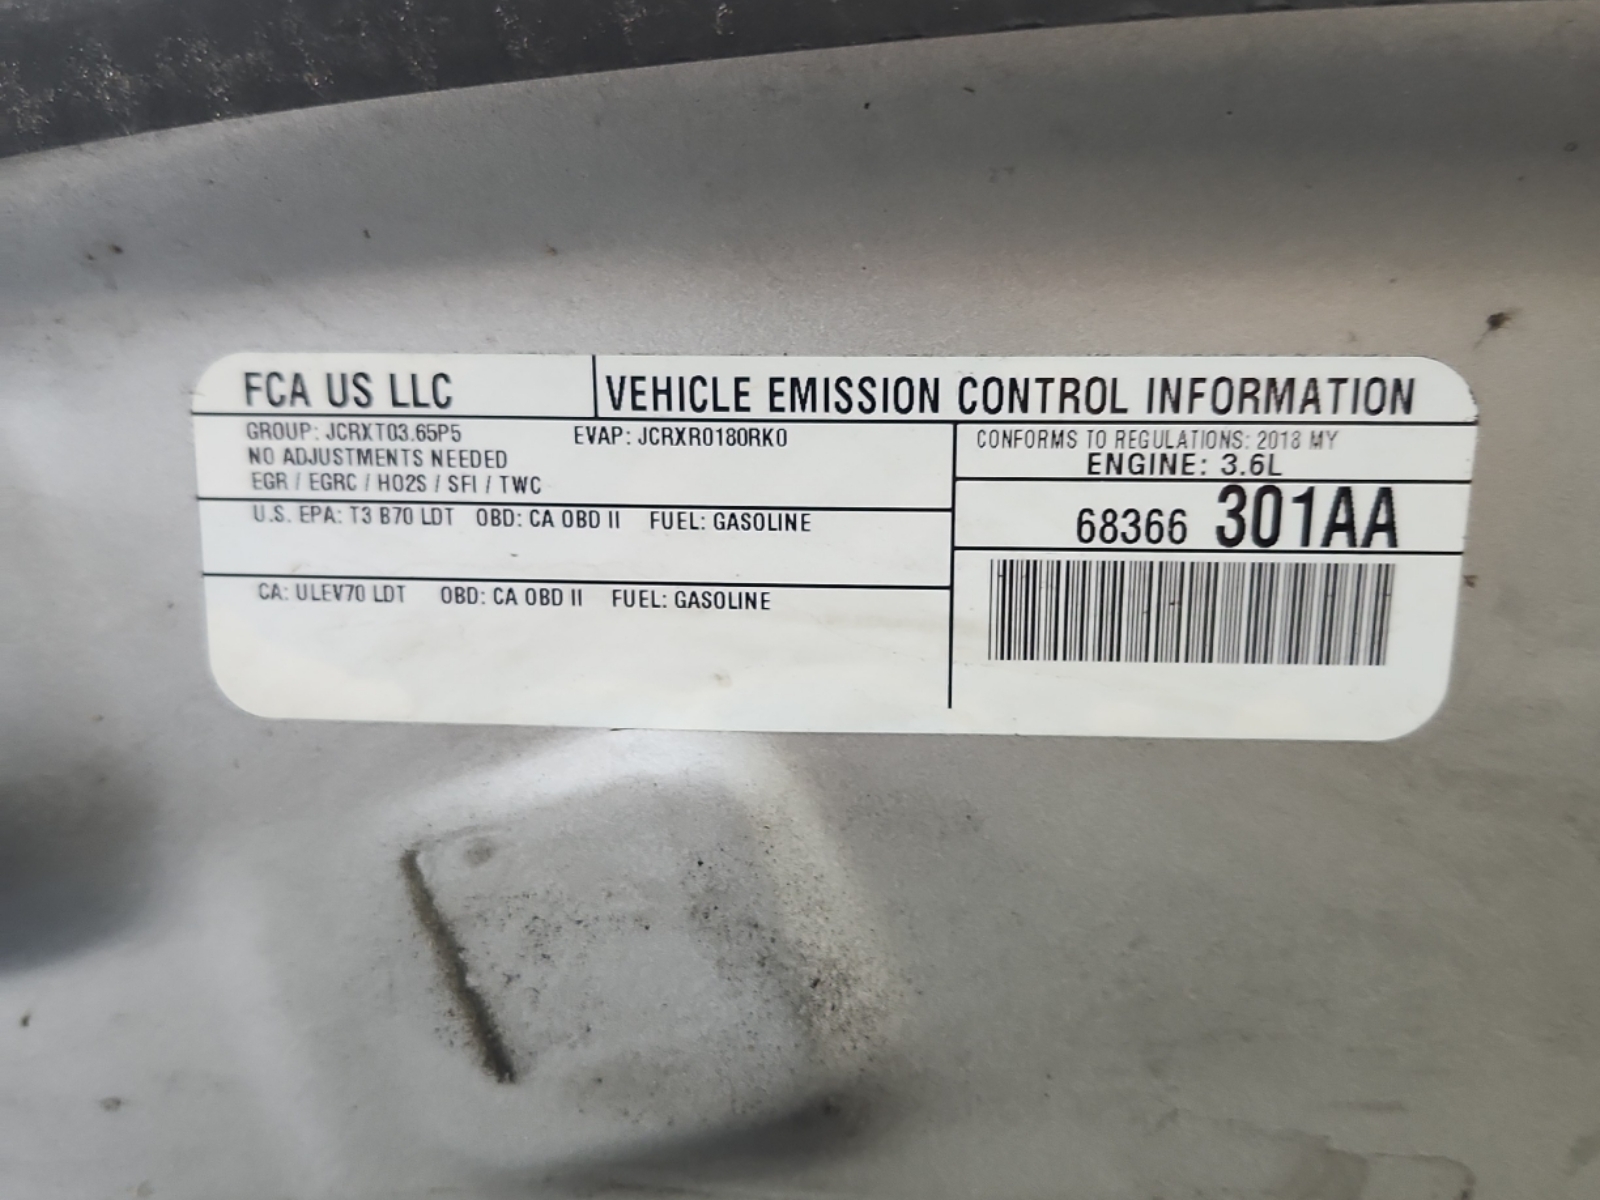 FCA US LLC
VEHICLE EMISSION CONTROL INFORMATION
GROUP: JCRXT03.65P5 EVAP: JCRXR0180RK0
NO ADJUSTMENTS NEEDED
EGR / EGRC / HO2S / SFI / TWC
U.S. EPA: T3 B70 LDT OBD: CA OBD II FUEL: GASOLINE
CA: ULEV70 LDT OBD: CA OBD II FUEL: GASOLINE
CONFORMS TO REGULATIONS: 2018 MY
ENGINE: 3.6L
68366 301AA